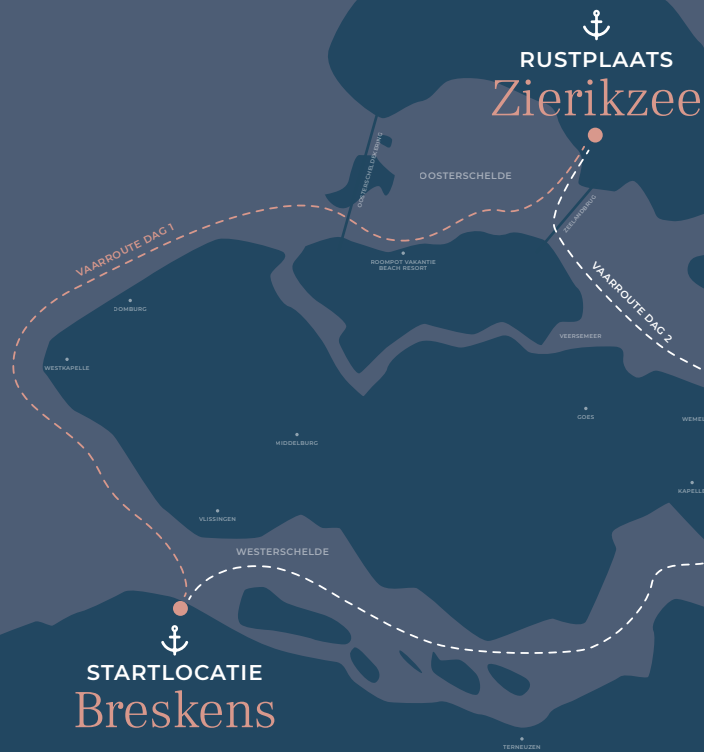 RUSTPLAATS
Zierikzee
OOSTERSCHELDEKERING
OOSTERSCHELDE
ZEELANDBRUG
VAARROUTE DAG 1
ROOMPOT VAKANTIE
BEACH RESORT
VAARROUTE DAG 2
DOMBURG
VEERSEMEER
WESTKAPELLE
GOES
MIDDELBURG
VLISSINGEN
WESTERSCHELDE
STARTLOCATIE
Breskens
TERNEUZEN